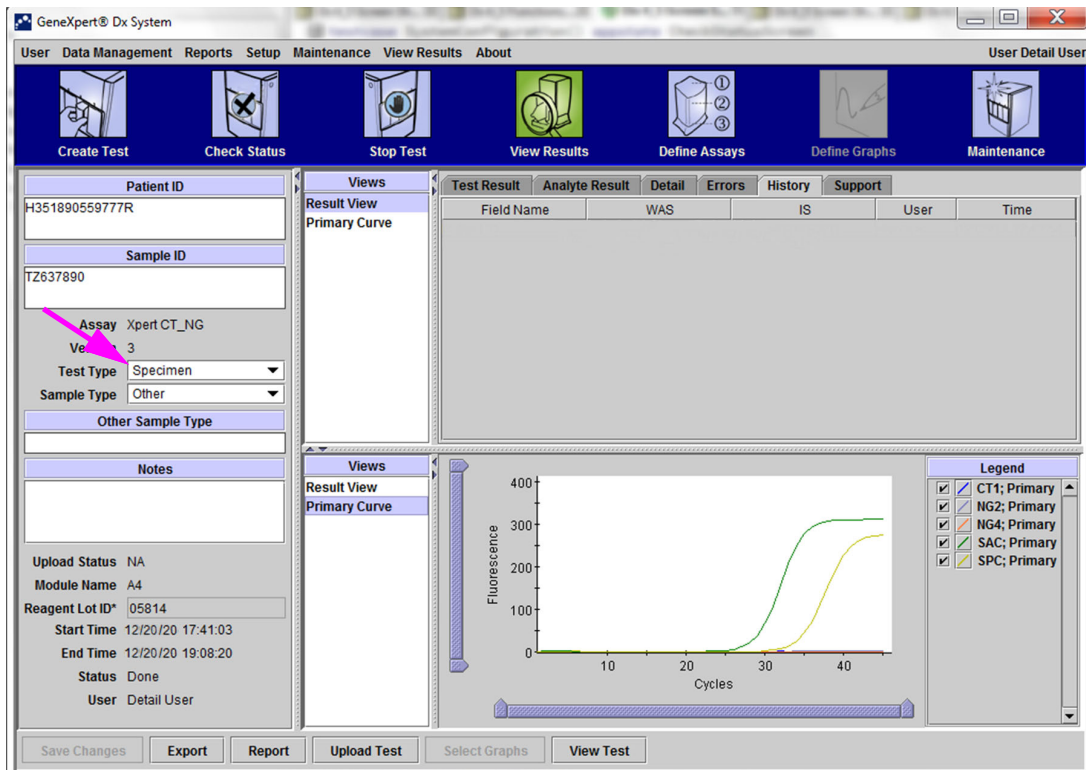 GeneXpert® Dx System
User Data Management Reports Setup Maintenance View Results About User Detail User
Create Test Check Status Stop Test View Results Define Assays Define Graphs Maintenance
Patient ID
H351890559777R
Sample ID
TZ637890
Assay Xpert CT_NG
3
Test Type Specimen
Sample Type Other
Other Sample Type
Notes
Upload Status NA
Module Name A4
Reagent Lot ID* 05814
Start Time 12/20/20 17:41:03
End Time 12/20/20 19:08:20
Status Done
User Detail User
Views
Result View
Primary Curve
Test Result Analyte Result Detail Errors History Support
Field Name WAS IS User Time
Views
Result View
Primary Curve
Fluorescence
400
300
200
100
0
10 20 30 40
Cycles
Legend
CT1; Primary
NG2; Primary
NG4; Primary
SAC; Primary
SPC; Primary
Save Changes Export Report Upload Test Select Graphs View Test